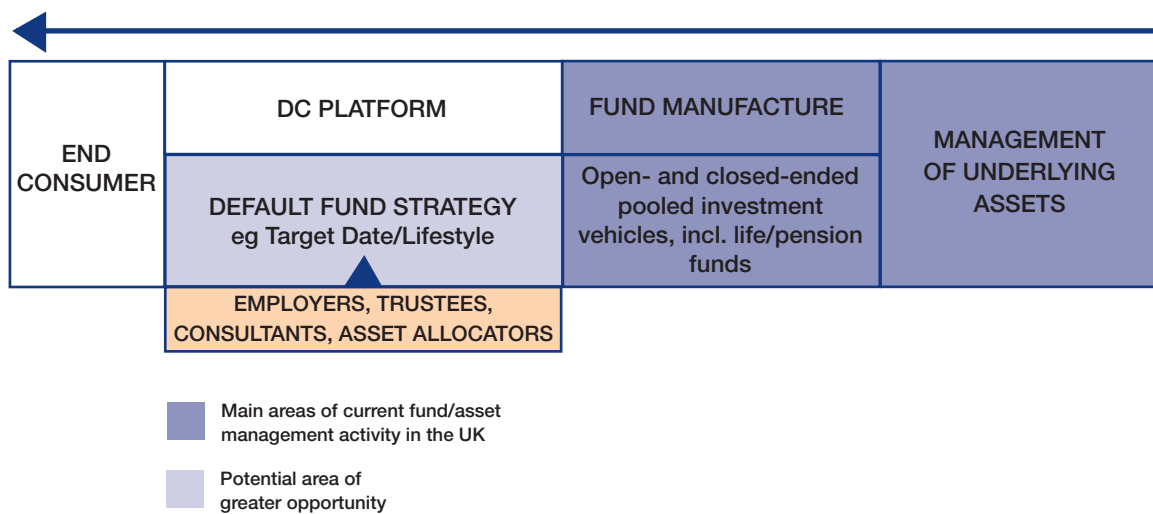 END
CONSUMER
DC PLATFORM
DEFAULT FUND STRATEGY
eg Target Date/Lifestyle
EMPLOYERS, TRUSTEES,
CONSULTANTS, ASSET ALLOCATORS
FUND MANUFACTURE
Open- and closed-ended
pooled investment
vehicles, incl. life/pension
funds
MANAGEMENT
OF UNDERLYING
ASSETS
Main areas of current fund/asset
management activity in the UK
Potential area of
greater opportunity